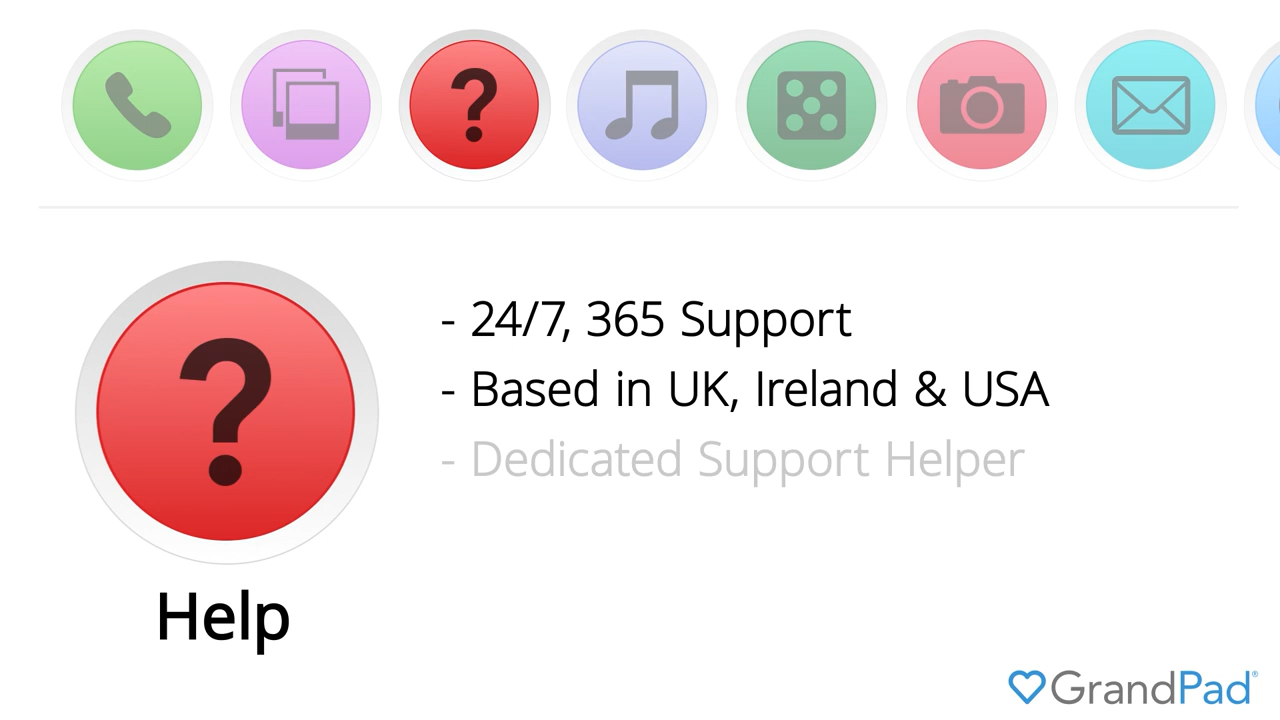 - 24/7, 365 Support
- Based in UK, Ireland & USA
- Dedicated Support Helper
Help
GrandPad®